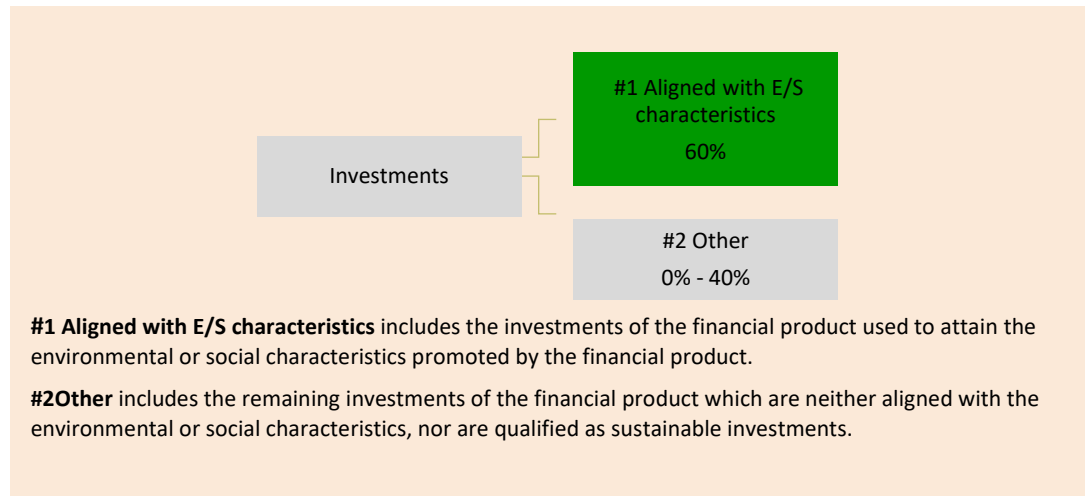 #1 Aligned with E/S
characteristics
60%
Investments
#2 Other
0% - 40%
#1 Aligned with E/S characteristics includes the investments of the financial product used to attain the
environmental or social characteristics promoted by the financial product.
#2Other includes the remaining investments of the financial product which are neither aligned with the
environmental or social characteristics, nor are qualified as sustainable investments.